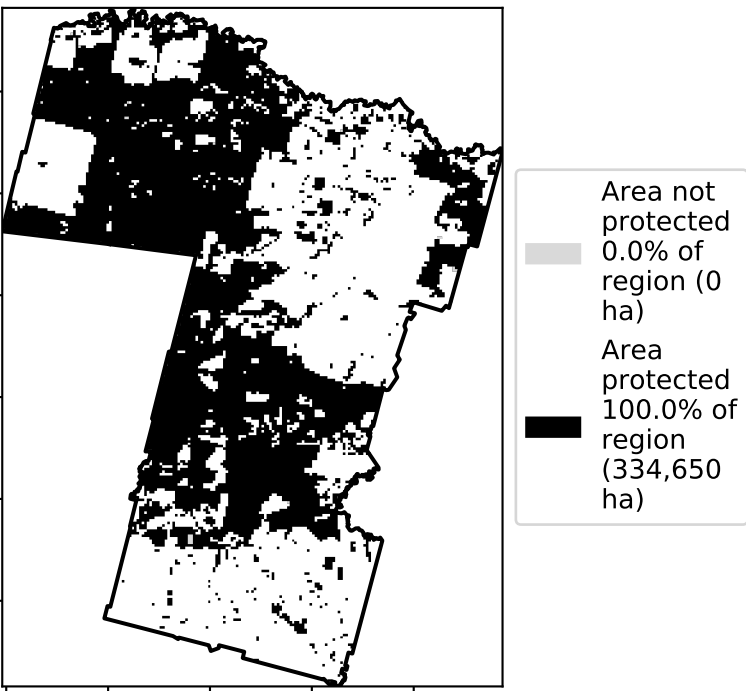 Area not
protected
0.0% of
region (0
ha)
Area
protected
100.0% of
region
(334,650
ha)